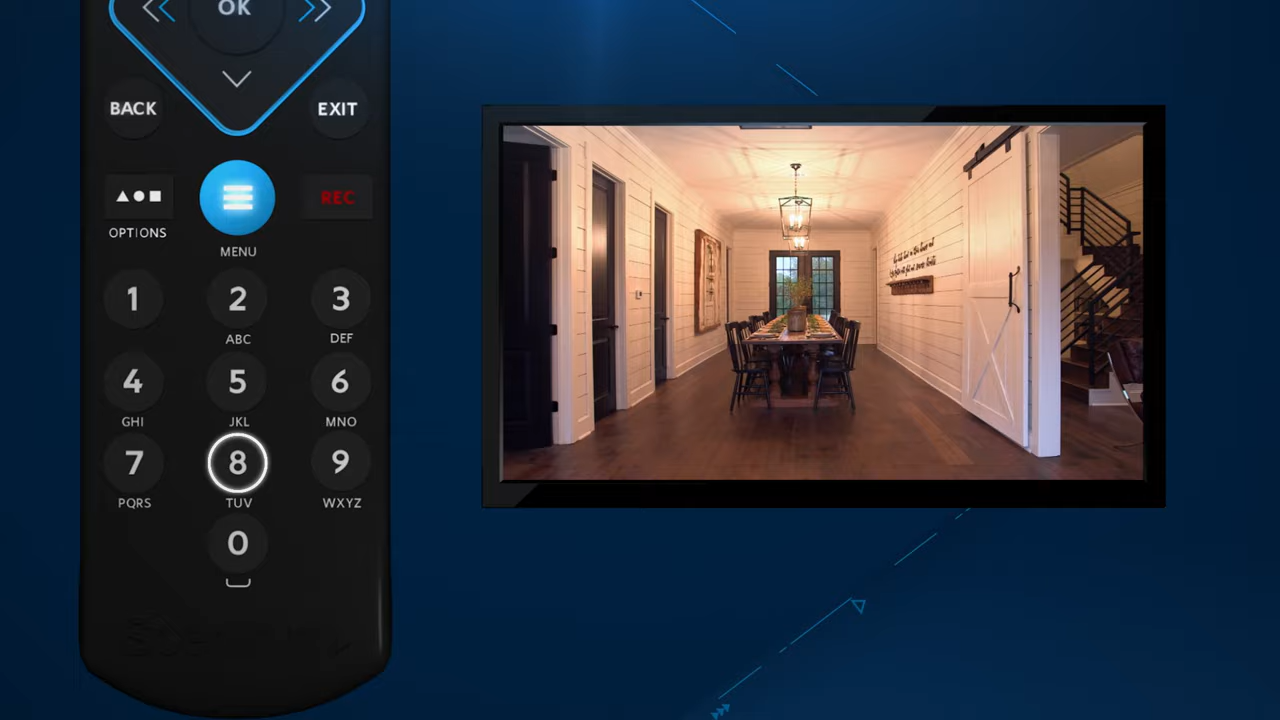 OK
BACK
EXIT
REC
OPTIONS
MENU
1
2
3
ABC
DEF
4
5
6
GHI
JKL
MNO
7
8
9
PQRS
TUV
WXYZ
0